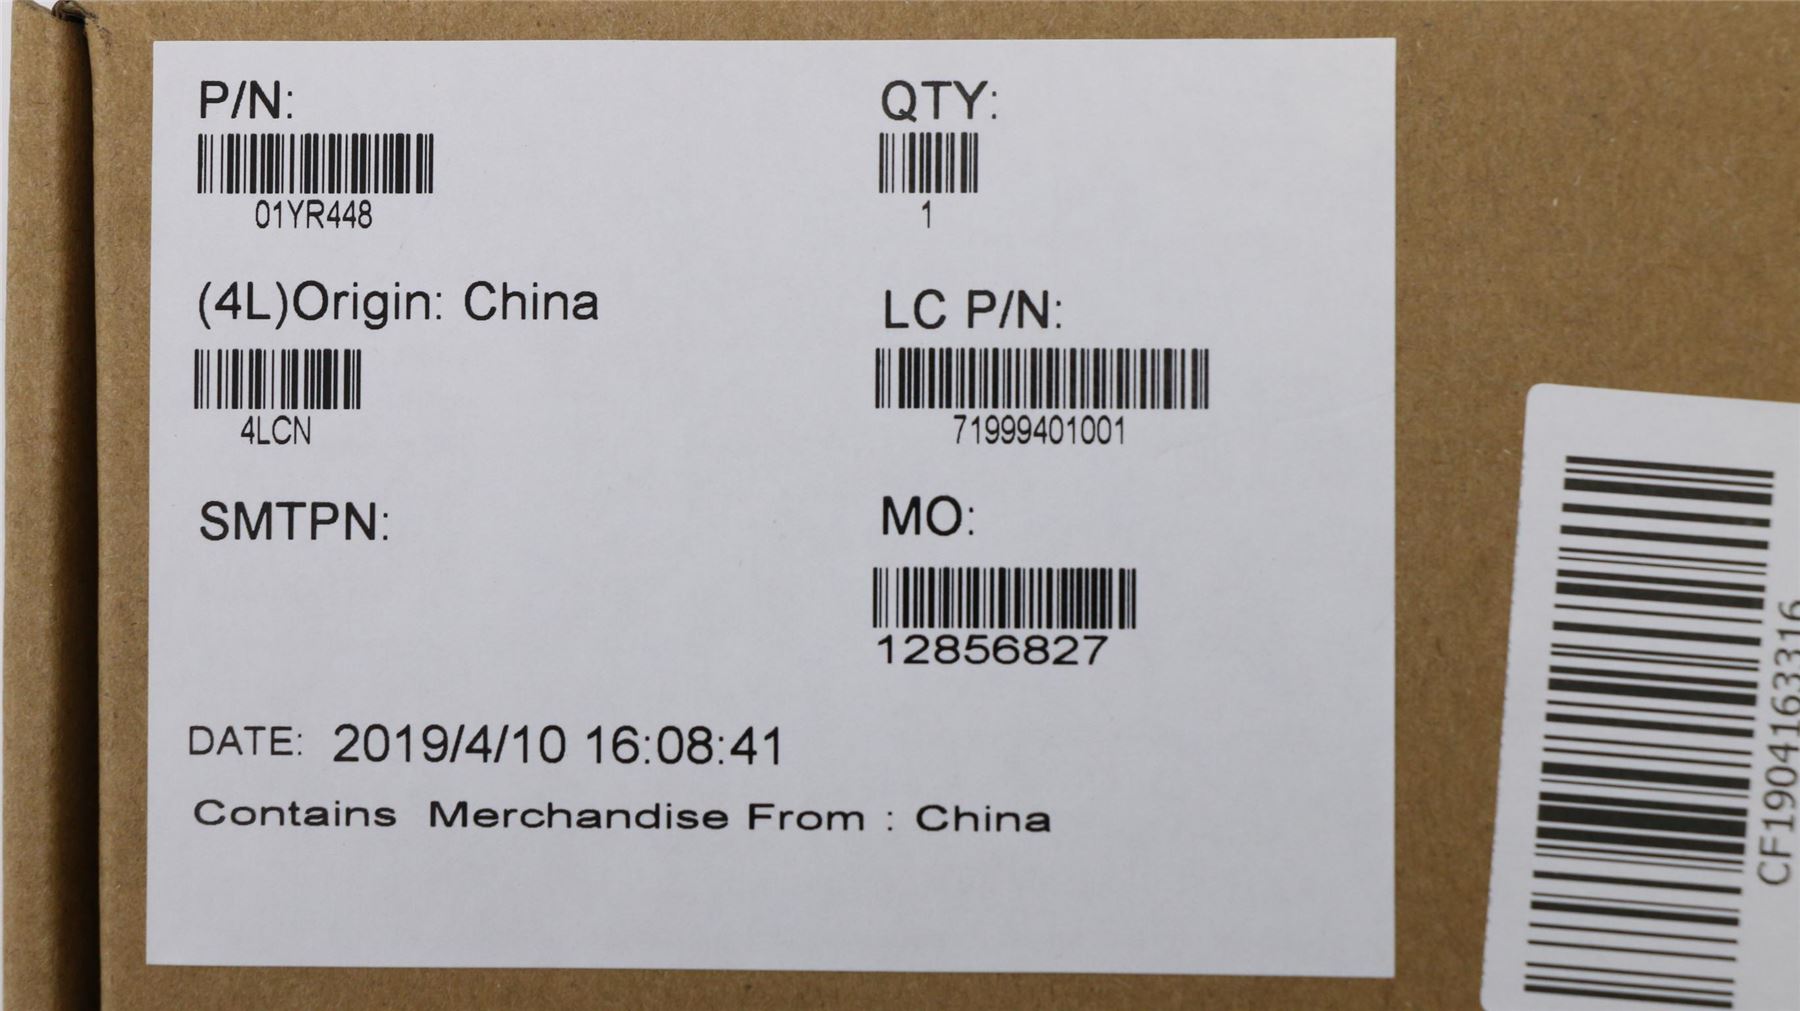 P/N:
01YR448
QTY:
1
(4L)Origin: China
4LCN
LC P/N:
71999401001
SMTPN:
MO:
12856827
DATE: 2019/4/10 16:08:41
Contains Merchandise From : China
CF1904163316